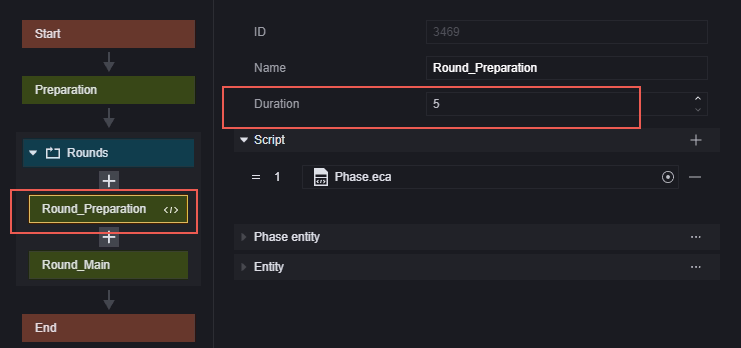 Start
Preparation
Rounds
Round_Preparation </>
Round_Main
End
ID 3469
Name Round_Preparation
Duration 5
Script
1 Phase.eca
Phase entity
Entity